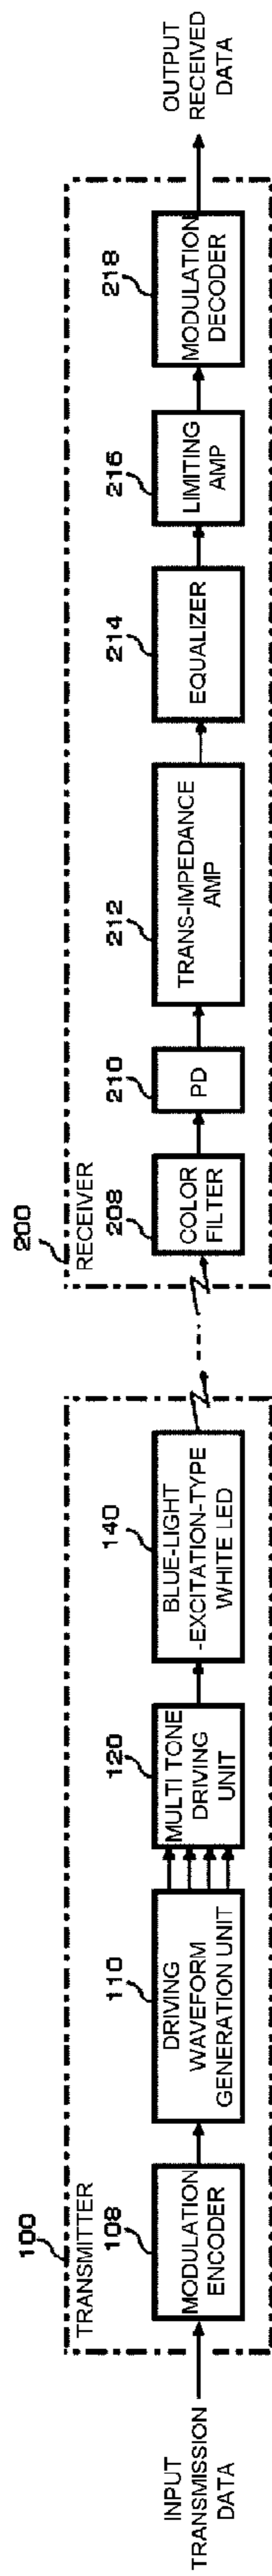 100
TRANSMITTER
INPUT
TRANSMISSION
DATA
108
MODULATION
ENCODER
110
DRIVING
WAVEFORM
GENERATION UNIT
120
MULTI TONE
DRIVING
UNIT
140
BLUE-LIGHT
-EXCITATION-TYPE
WHITE LED
200
RECEIVER
208
COLOR
FILTER
210
PD
212
TRANS-IMPEDANCE
AMP
214
EQUALIZER
216
LIMITING
AMP
218
MODULATION
DECODER
OUTPUT
RECEIVED
DATA